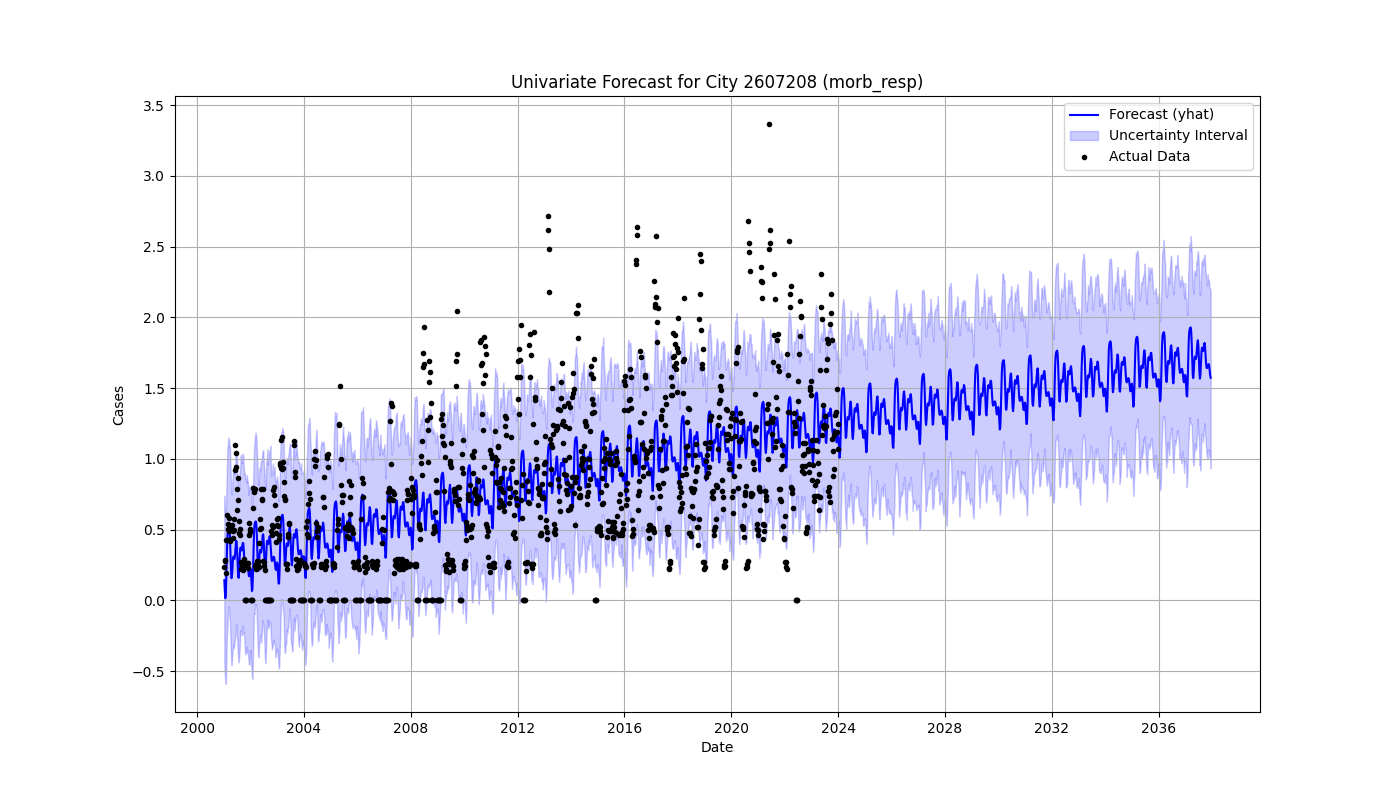 Univariate Forecast for City 2607208 (morb_resp)
Forecast (yhat)
Uncertainty Interval
Actual Data
Cases
3.5
3.0
2.5
2.0
1.5
1.0
0.5
0.0
−0.5
2000 2004 2008 2012 2016 2020 2024 2028 2032 2036
Date